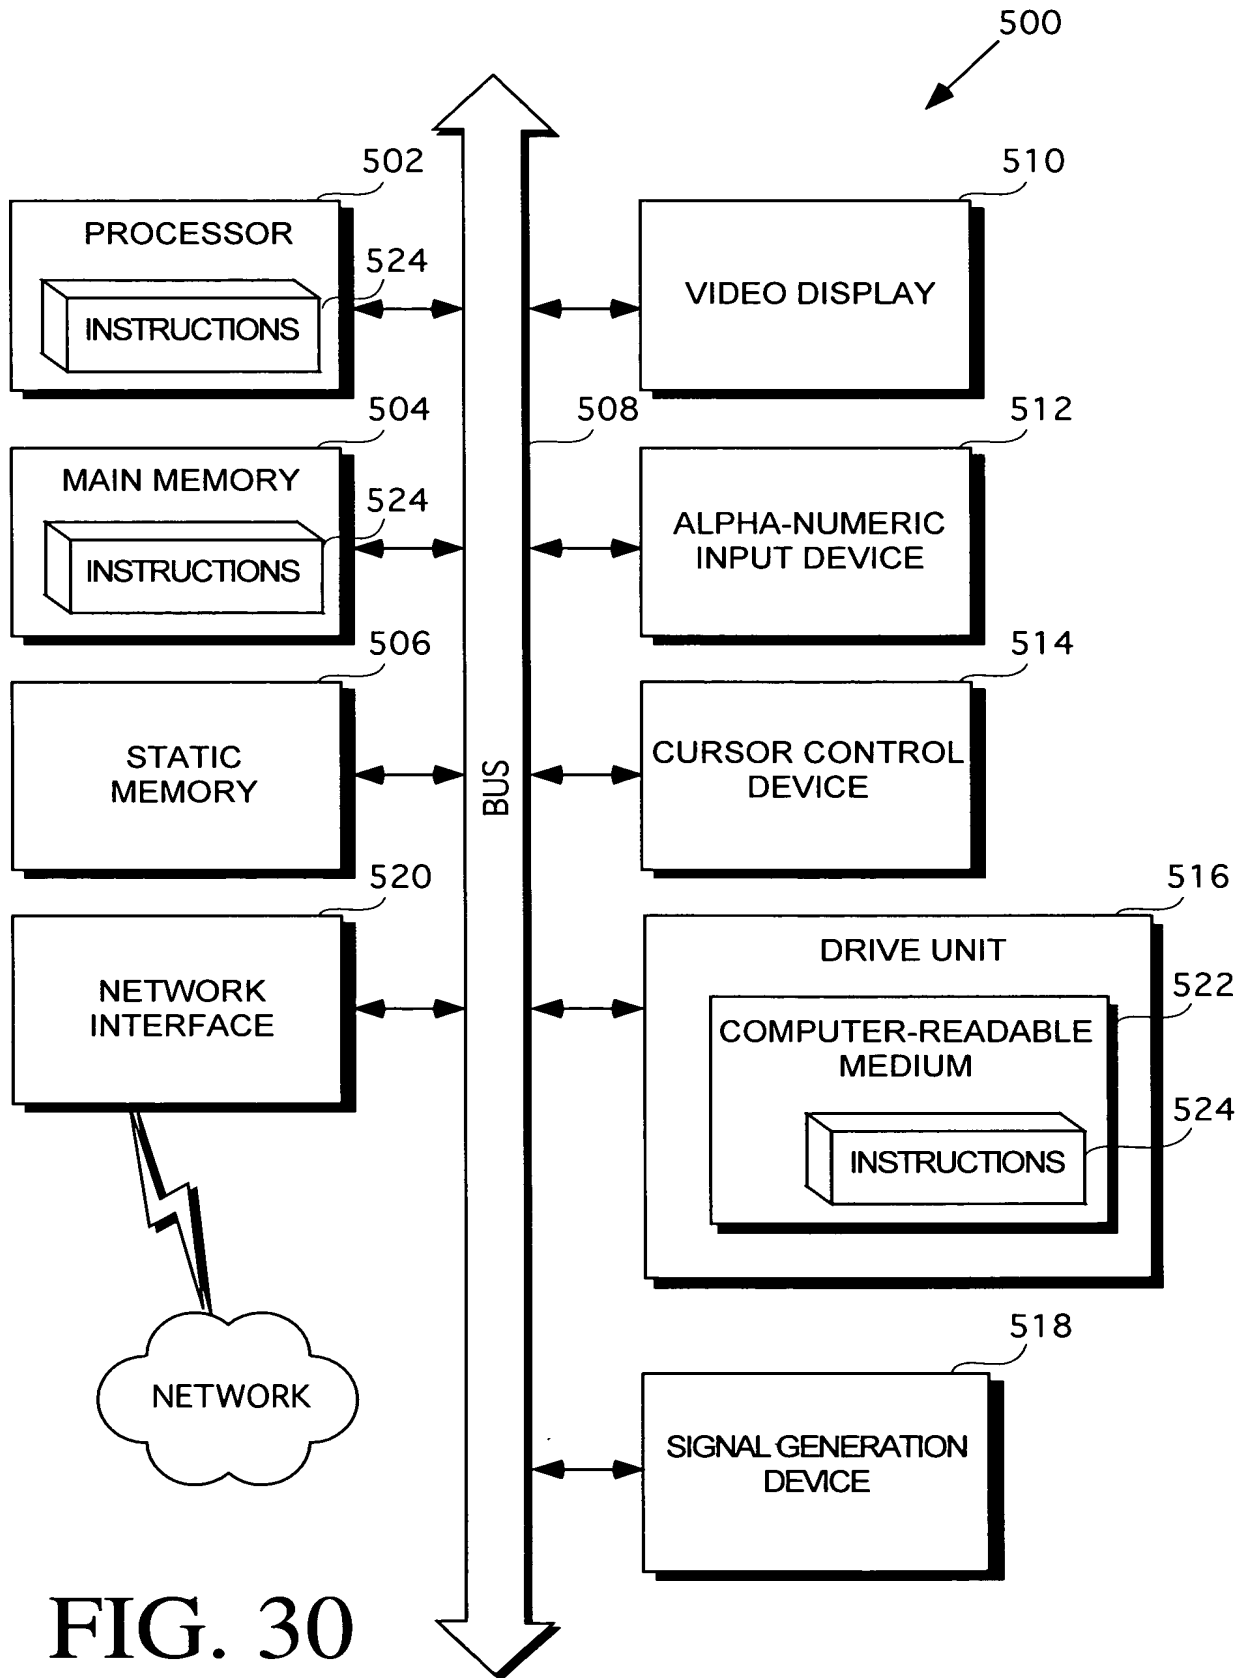 500
502
PROCESSOR
524
INSTRUCTIONS
504
MAIN MEMORY
524
INSTRUCTIONS
506
STATIC
MEMORY
520
NETWORK
INTERFACE
NETWORK
BUS
508
510
VIDEO DISPLAY
512
ALPHA-NUMERIC
INPUT DEVICE
514
CURSOR CONTROL
DEVICE
516
DRIVE UNIT
522
COMPUTER-READABLE
MEDIUM
524
INSTRUCTIONS
518
SIGNAL GENERATION
DEVICE
FIG. 30